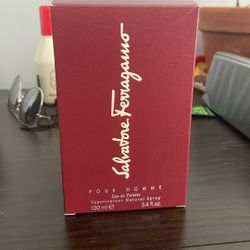 Salvatore Ferragamo
POUR HOMME
Eau de Toilette
Vaporisateur Natural Spray
100 ml ℮ 3.4 fl. oz.